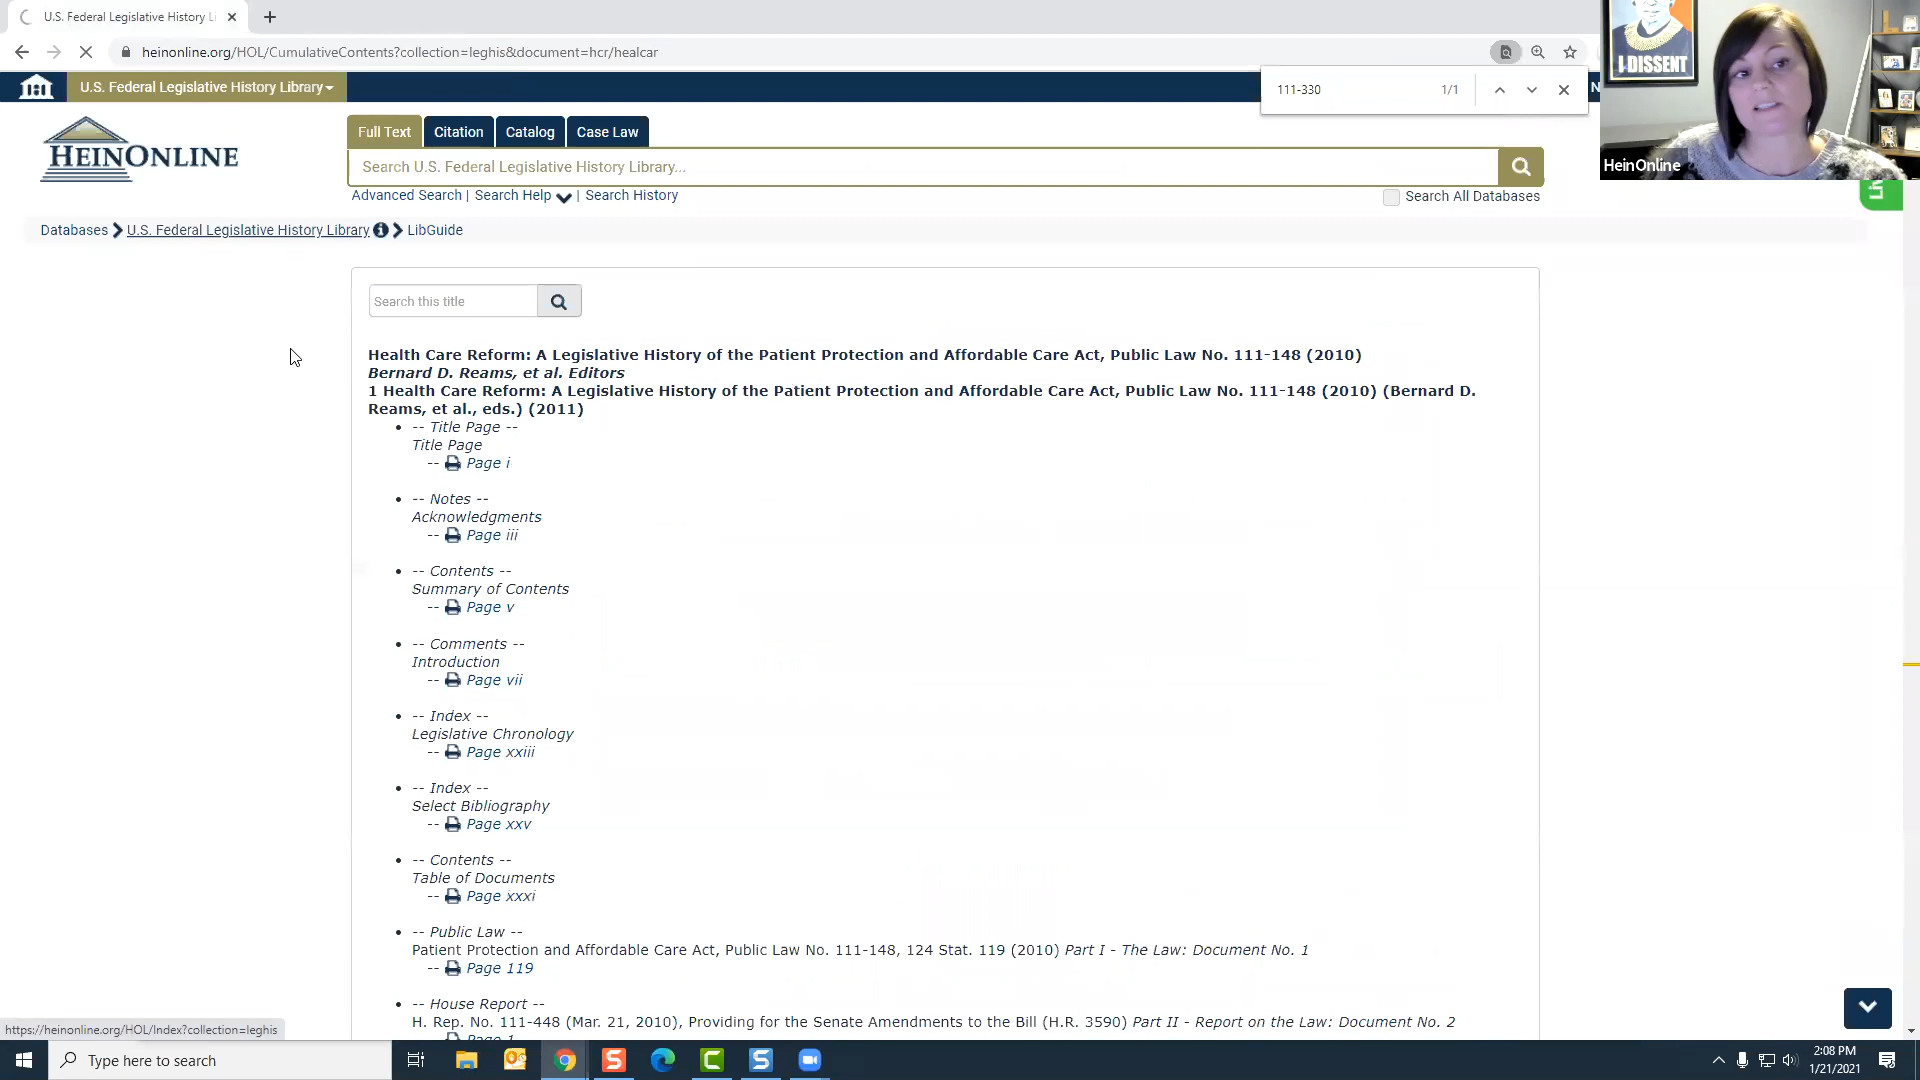 U.S. Federal Legislative History Li
heinonline.org/HOL/CumulativeContents?collection=leghis&document=hcr/healcar
U.S. Federal Legislative History Library
111-330 1/1
I DISSENT
HeinOnline
HEINONLINE
Full Text Citation Catalog Case Law
Search U.S. Federal Legislative History Library...
Advanced Search | Search Help | Search History
Search All Databases
Databases U.S. Federal Legislative History Library LibGuide
Search this title
Health Care Reform: A Legislative History of the Patient Protection and Affordable Care Act, Public Law No. 111-148 (2010)
Bernard D. Reams, et al. Editors
1 Health Care Reform: A Legislative History of the Patient Protection and Affordable Care Act, Public Law No. 111-148 (2010) (Bernard D.
Reams, et al., eds.) (2011)
• -- Title Page --
Title Page
-- Page i
• -- Notes --
Acknowledgments
-- Page iii
• -- Contents --
Summary of Contents
-- Page v
• -- Comments --
Introduction
-- Page vii
• -- Index --
Legislative Chronology
-- Page xxiii
• -- Index --
Select Bibliography
-- Page xxv
• -- Contents --
Table of Documents
-- Page xxxi
• -- Public Law --
Patient Protection and Affordable Care Act, Public Law No. 111-148, 124 Stat. 119 (2010) Part I - The Law: Document No. 1
-- Page 119
• -- House Report --
H. Rep. No. 111-448 (Mar. 21, 2010), Providing for the Senate Amendments to the Bill (H.R. 3590) Part II - Report on the Law: Document No. 2
-- Page 1
https://heinonline.org/HOL/Index?collection=leghis
Type here to search
2:08 PM
1/21/2021